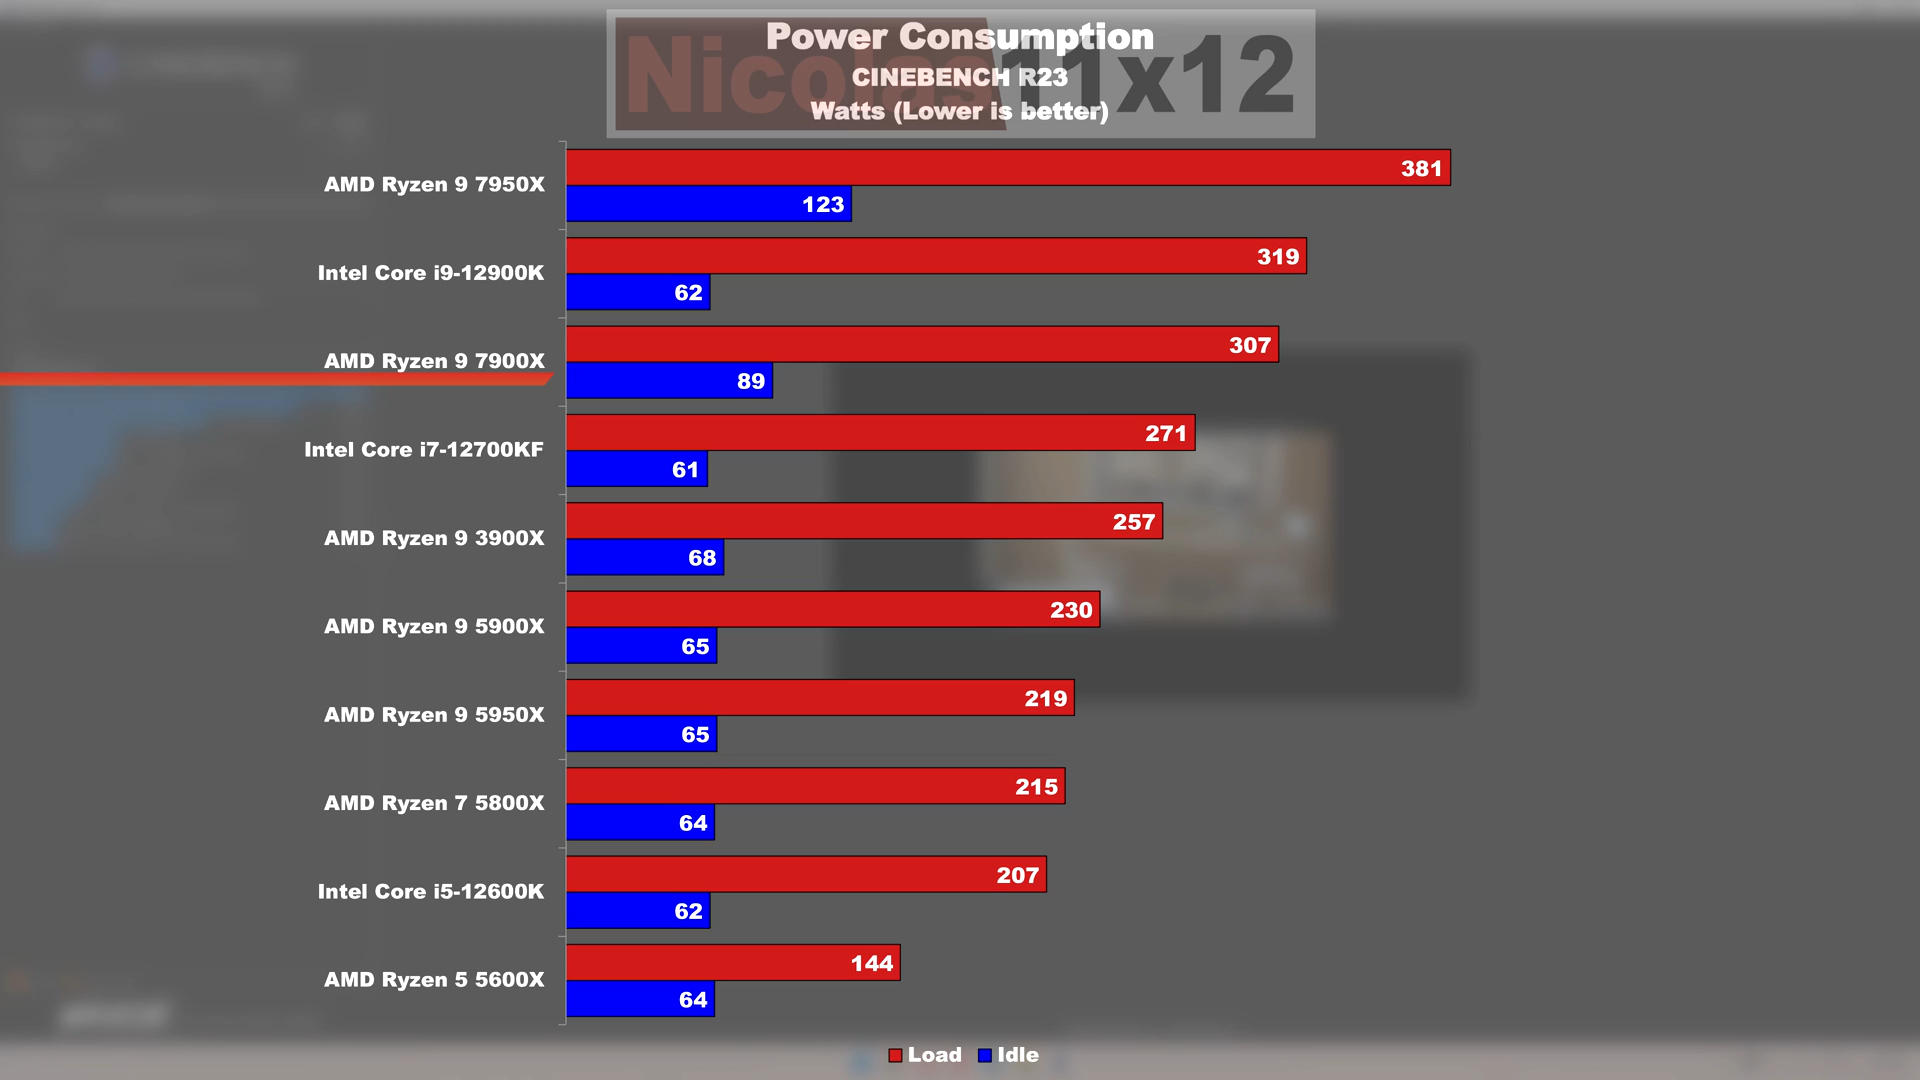 Nicolas11x12
Power Consumption
CINEBENCH R23
Watts (Lower is better)
AMD Ryzen 9 7950X
381
123
Intel Core i9-12900K
319
62
AMD Ryzen 9 7900X
307
89
Intel Core i7-12700KF
271
61
AMD Ryzen 9 3900X
257
68
AMD Ryzen 9 5900X
230
65
AMD Ryzen 9 5950X
219
65
AMD Ryzen 7 5800X
215
64
Intel Core i5-12600K
207
62
AMD Ryzen 5 5600X
144
64
Load Idle